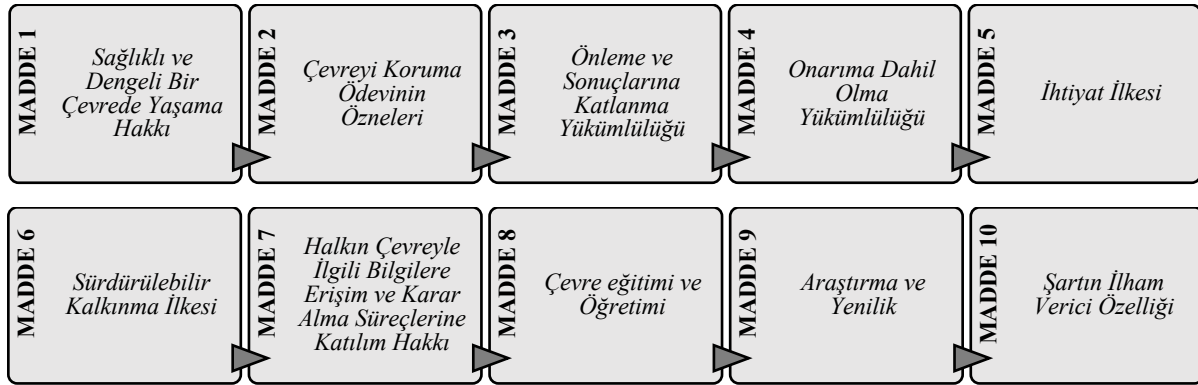 MADDE 1
Sağlıklı ve
Dengeli Bir
Çevrede Yaşama
Hakkı
MADDE 2
Çevreyi Koruma
Ödevinin
Özneleri
MADDE 3
Önleme ve
Sonuçlarına
Katlanma
Yükümlülüğü
MADDE 4
Onarıma Dahil
Olma
Yükümlülüğü
MADDE 5
İhtiyat İlkesi
MADDE 6
Sürdürülebilir
Kalkınma İlkesi
MADDE 7
Halkın Çevreyle
İlgili Bilgilere
Erişim ve Karar
Alma Süreçlerine
Katılım Hakkı
MADDE 8
Çevre eğitimi ve
Öğretimi
MADDE 9
Araştırma ve
Yenilik
MADDE 10
Şartın İlham
Verici Özelliği